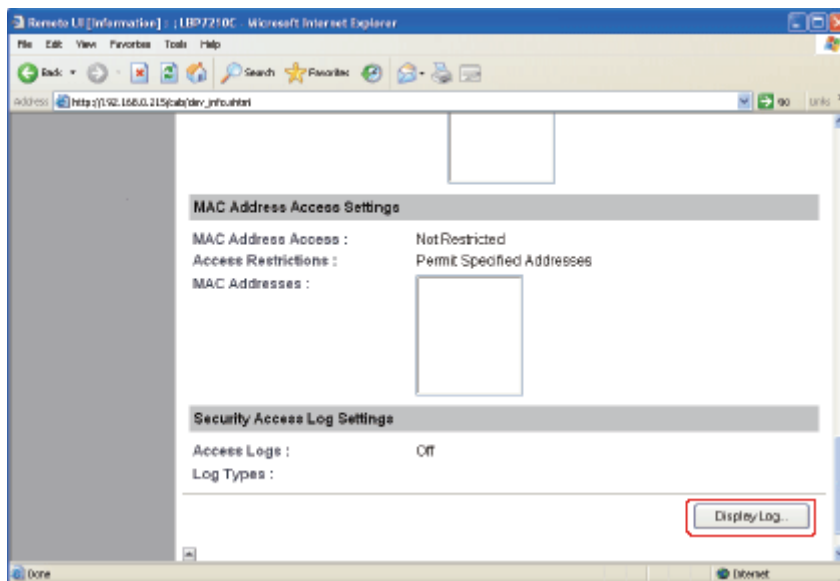 Remote UI [Information] : ; LBP7210C - Microsoft Internet Explorer
File Edit View Favorites Tools Help
Back Search Favorites
Address http://192.168.0.215/cab/dev_info.shtml Go Links
MAC Address Access Settings
MAC Address Access : Not Restricted
Access Restrictions : Permit Specified Addresses
MAC Addresses :
Security Access Log Settings
Access Logs : Off
Log Types :
Display Log...
Done Internet